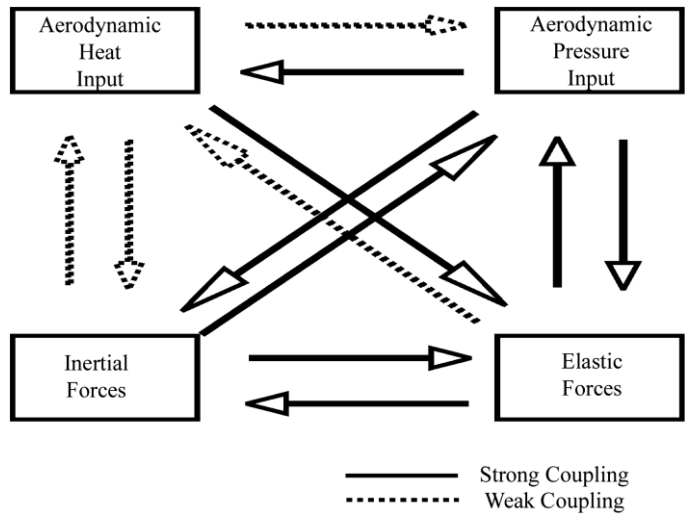 Aerodynamic
Heat
Input
Aerodynamic
Pressure
Input
Inertial
Forces
Elastic
Forces
Strong Coupling
Weak Coupling